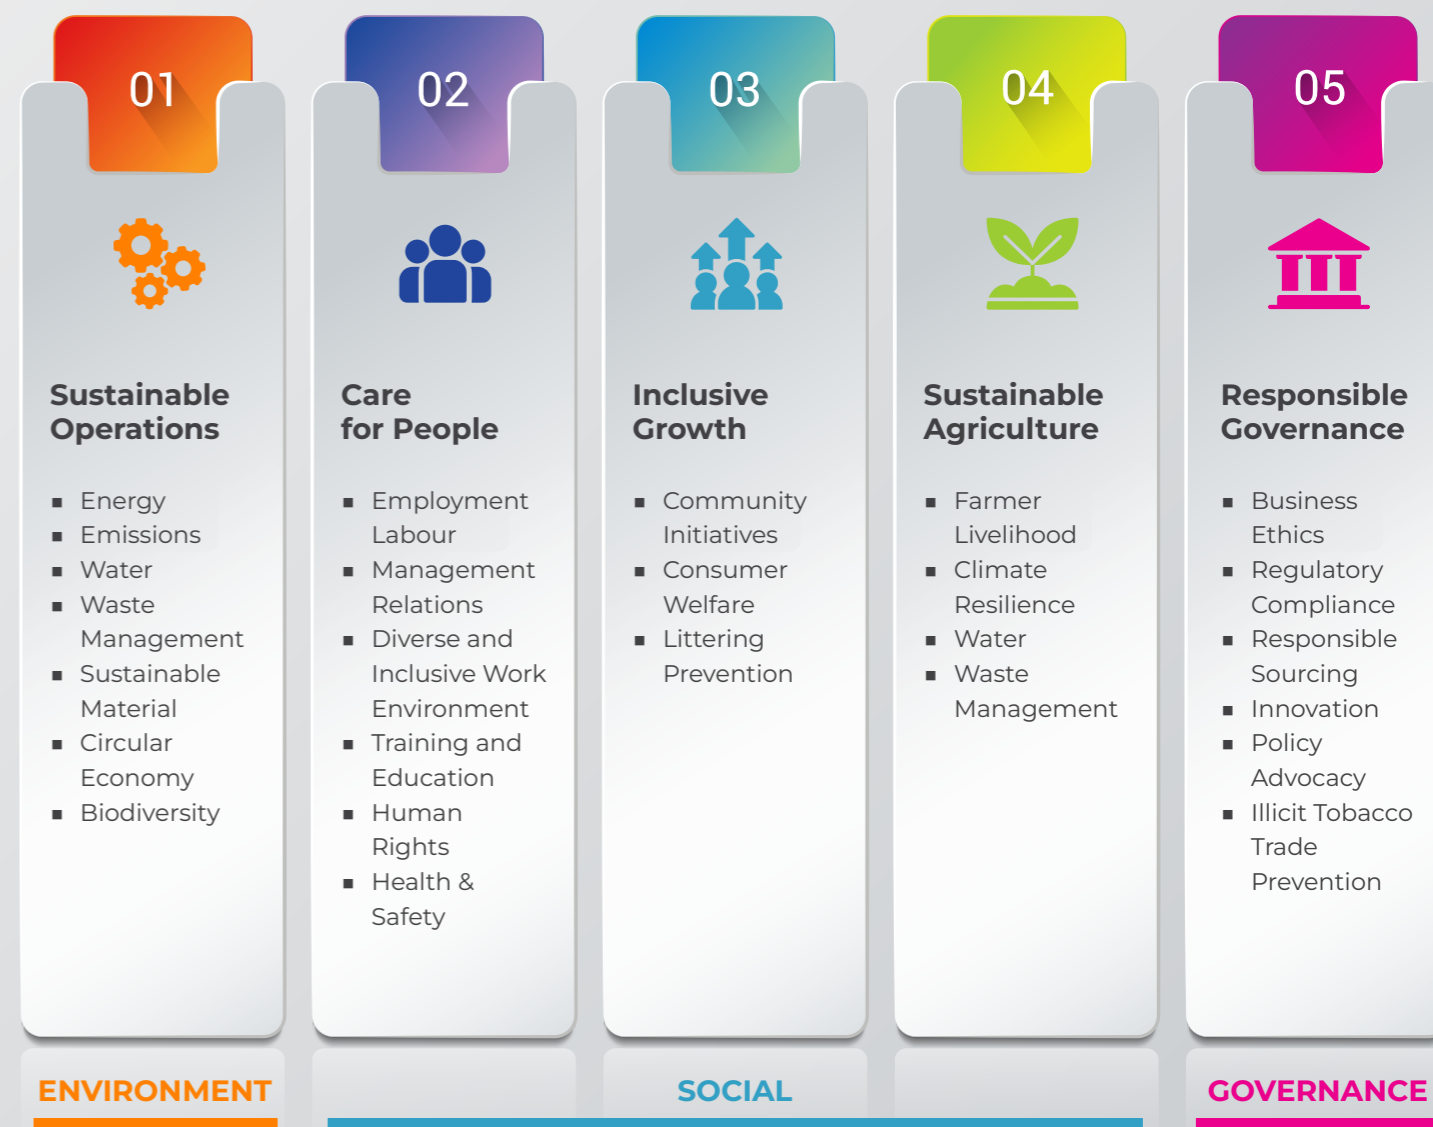 01
Sustainable
Operations
▪ Energy
▪ Emissions
▪ Water
▪ Waste
Management
▪ Sustainable
Material
▪ Circular
Economy
▪ Biodiversity
02
Care
for People
▪ Employment
Labour
▪ Management
Relations
▪ Diverse and
Inclusive Work
Environment
▪ Training and
Education
▪ Human
Rights
▪ Health &
Safety
03
Inclusive
Growth
▪ Community
Initiatives
▪ Consumer
Welfare
▪ Littering
Prevention
04
Sustainable
Agriculture
▪ Farmer
Livelihood
▪ Climate
Resilience
▪ Water
▪ Waste
Management
05
Responsible
Governance
▪ Business
Ethics
▪ Regulatory
Compliance
▪ Responsible
Sourcing
▪ Innovation
▪ Policy
Advocacy
▪ Illicit Tobacco
Trade
Prevention
ENVIRONMENT
SOCIAL
GOVERNANCE